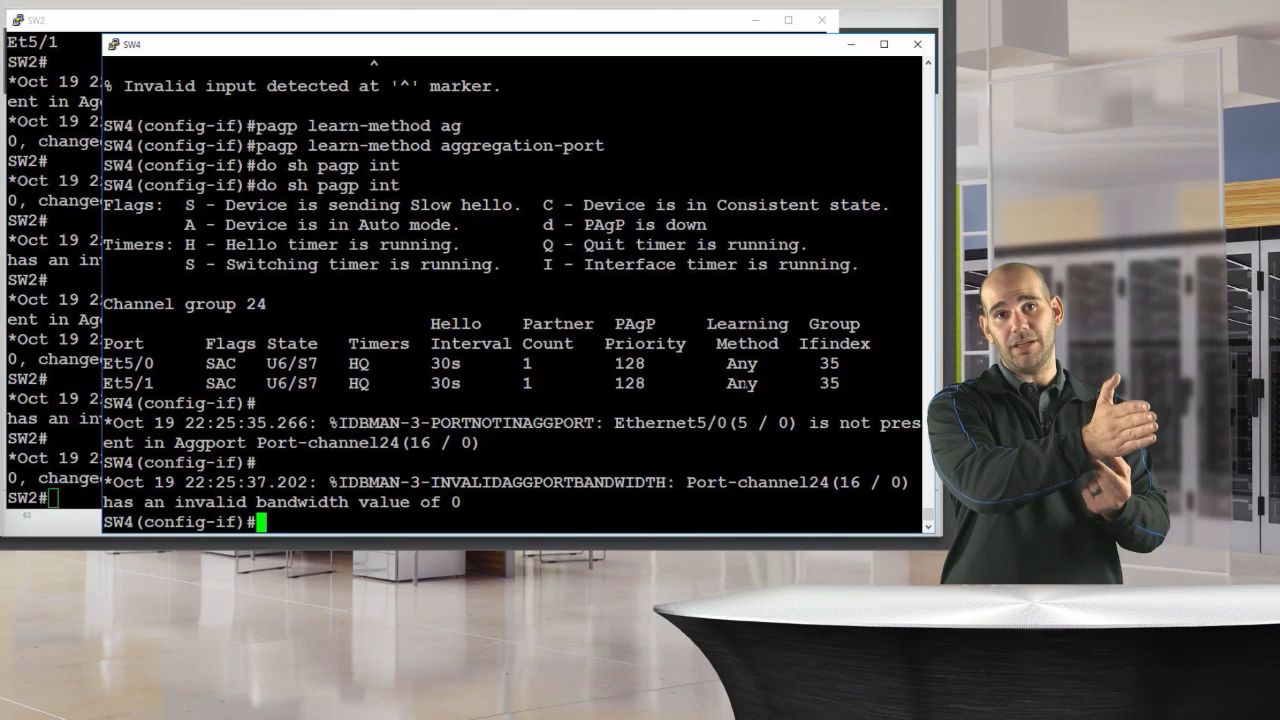 SW2
Et5/1
SW2#
*Oct 19 2
ent in Ag
*Oct 19 2
0, change
SW2#
*Oct 19 2
0, change
SW2#
*Oct 19 2
has an in
SW2#
*Oct 19 2
ent in Ag
*Oct 19 2
0, change
SW2#
*Oct 19 2
has an in
SW2#
*Oct 19 2
0, change
SW2#
62
SW4
^
% Invalid input detected at '^' marker.
SW4(config-if)#pagp learn-method ag
SW4(config-if)#pagp learn-method aggregation-port
SW4(config-if)#do sh pagp int
SW4(config-if)#do sh pagp int
Flags:  S - Device is sending Slow hello.  C - Device is in Consistent state.
A - Device is in Auto mode.        d - PAgP is down
Timers: H - Hello timer is running.        Q - Quit timer is running.
S - Switching timer is running.    I - Interface timer is running.
Channel group 24
Hello    Partner  PAgP     Learning  Group
Port      Flags State   Timers  Interval Count   Priority   Method  Ifindex
Et5/0     SAC   U6/S7   HQ      30s      1        128        Any      35
Et5/1     SAC   U6/S7   HQ      30s      1        128        Any      35
SW4(config-if)#
*Oct 19 22:25:35.266: %IDBMAN-3-PORTNOTINAGGPORT: Ethernet5/0(5 / 0) is not pres
ent in Aggport Port-channel24(16 / 0)
SW4(config-if)#
*Oct 19 22:25:37.202: %IDBMAN-3-INVALIDAGGPORTBANDWIDTH: Port-channel24(16 / 0)
has an invalid bandwidth value of 0
SW4(config-if)#